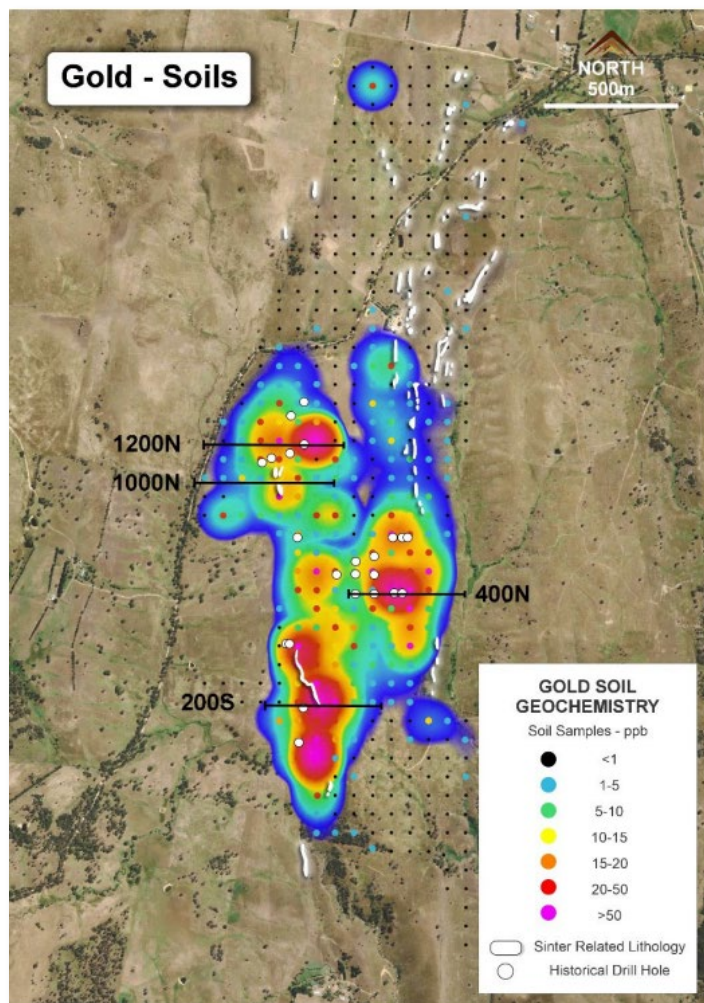 Gold - Soils
NORTH
500m
1200N
1000N
400N
200S
GOLD SOIL
GEOCHEMISTRY
Soil Samples - ppb
<1
1-5
5-10
10-15
15-20
20-50
>50
Sinter Related Lithology
Historical Drill Hole